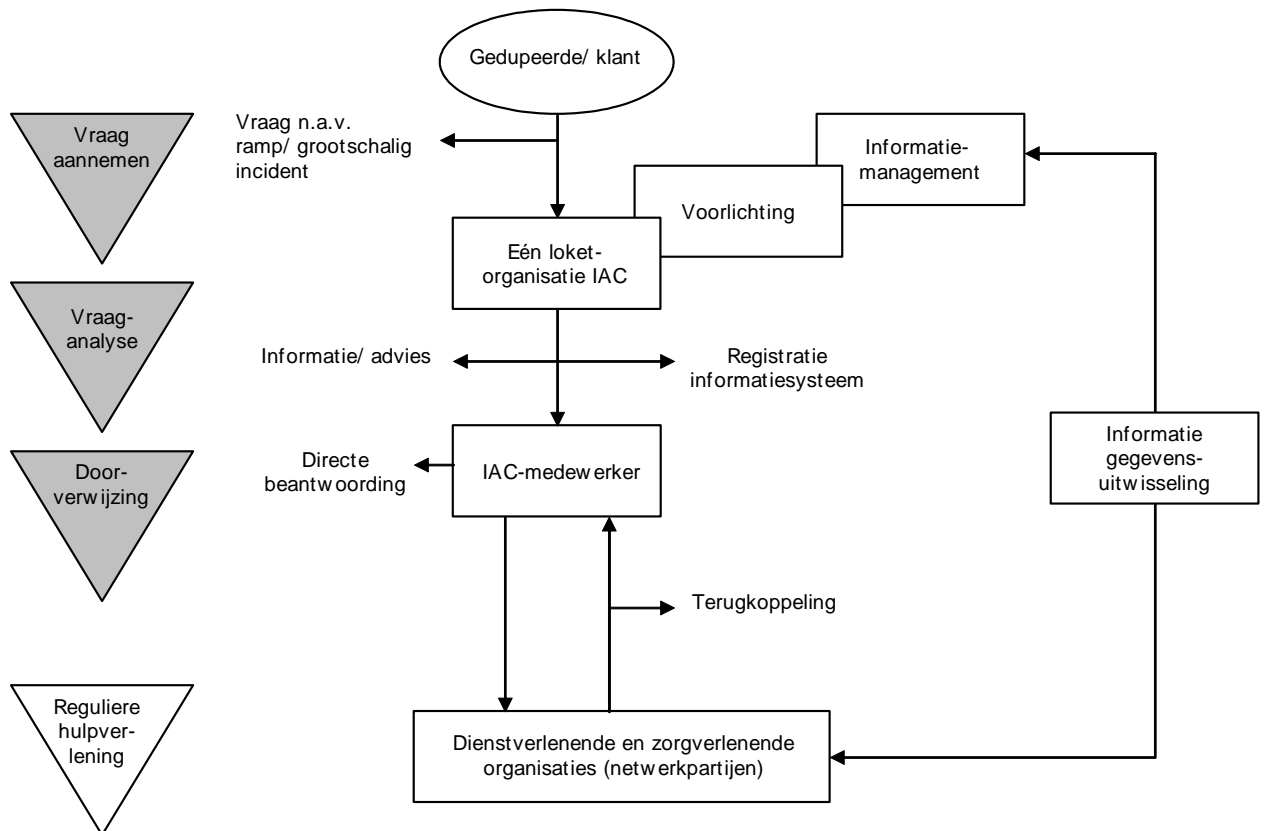 Gedupeerde/ klant
Vraag
aannemen
Vraag n.a.v.
ramp/ grootschalig
incident
Informatie-
management
Voorlichting
Eén loket-
organisatie IAC
Vraag-
analyse
Informatie/ advies
Registratie
informatiesysteem
Door-
verwijzing
Directe
beantwoording
IAC-medewerker
Informatie
gegevens-
uitwisseling
Terugkoppeling
Reguliere
hulpver-
lening
Dienstverlenende en zorgverlenende
organisaties (netwerkpartijen)